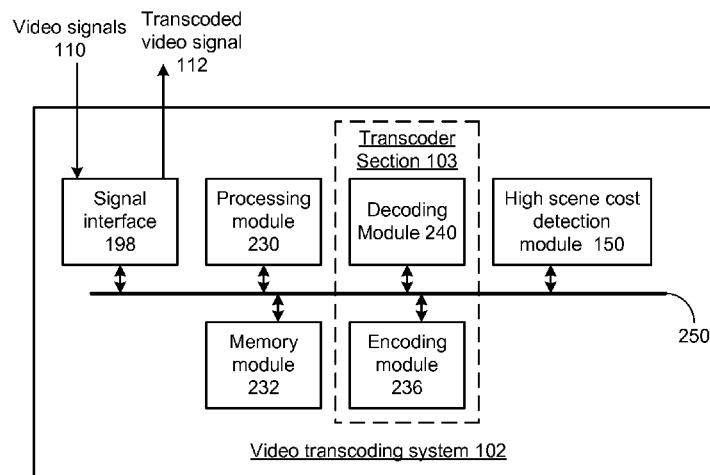 Video signals
110
Transcoded
video signal
112
Transcoder
Section 103
Signal
interface
198
Processing
module
230
Decoding
Module 240
High scene cost
detection
module 150
250
Memory
module
232
Encoding
module
236
Video transcoding system 102